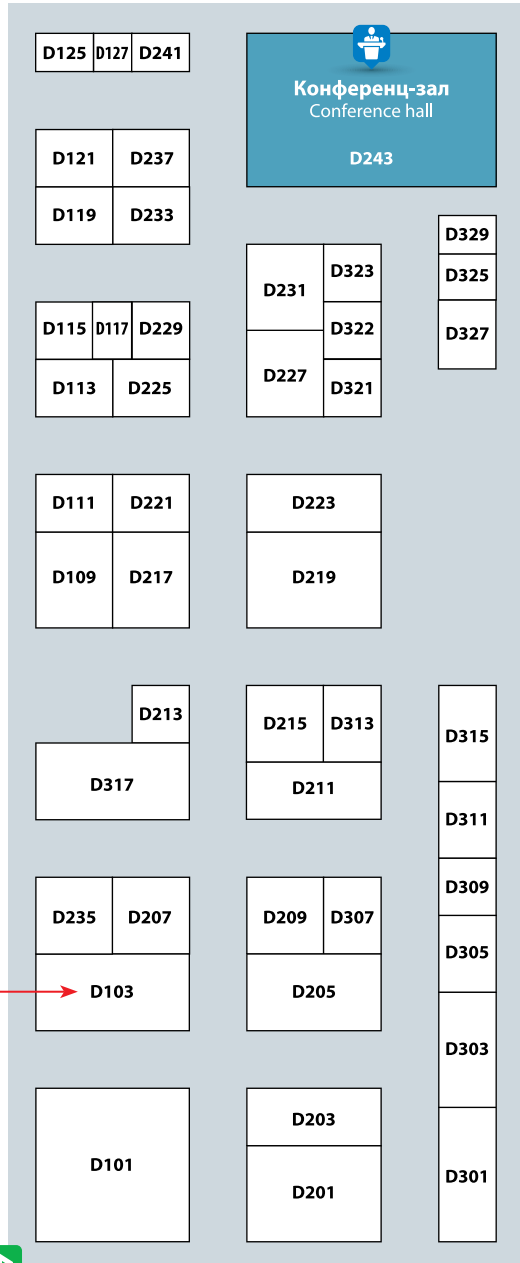 D125 D127 D241
Конференц-зал
Conference hall
D243
D121 D237
D119 D233
D329
D325
D327
D231 D323
D322
D227 D321
D115 D117 D229
D113 D225
D111 D221
D109 D217
D223
D219
D213
D317
D215 D313
D211
D315
D311
D309
D305
D303
D301
D235 D207
D103
D209 D307
D205
D101
D203
D201